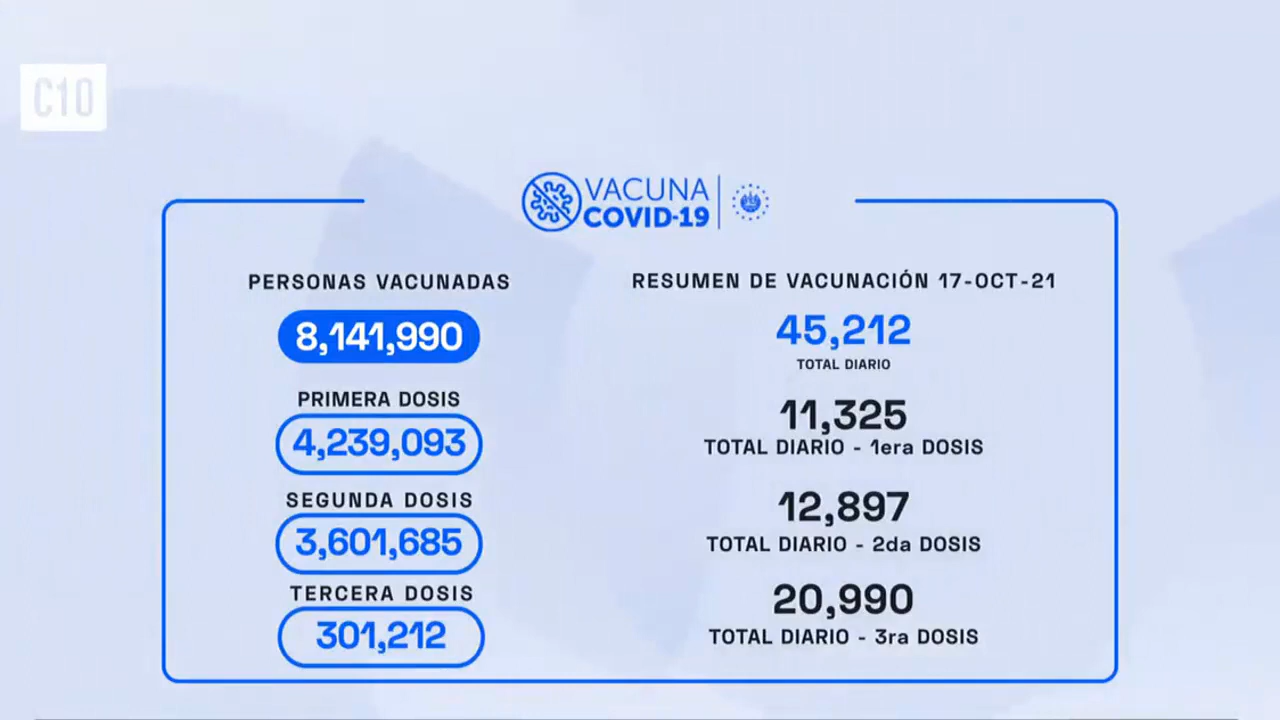 C10
VACUNA
COVID-19
PERSONAS VACUNADAS
8,141,990
PRIMERA DOSIS
4,239,093
SEGUNDA DOSIS
3,601,685
TERCERA DOSIS
301,212
RESUMEN DE VACUNACIÓN 17-OCT-21
45,212
TOTAL DIARIO
11,325
TOTAL DIARIO - 1era DOSIS
12,897
TOTAL DIARIO - 2da DOSIS
20,990
TOTAL DIARIO - 3ra DOSIS